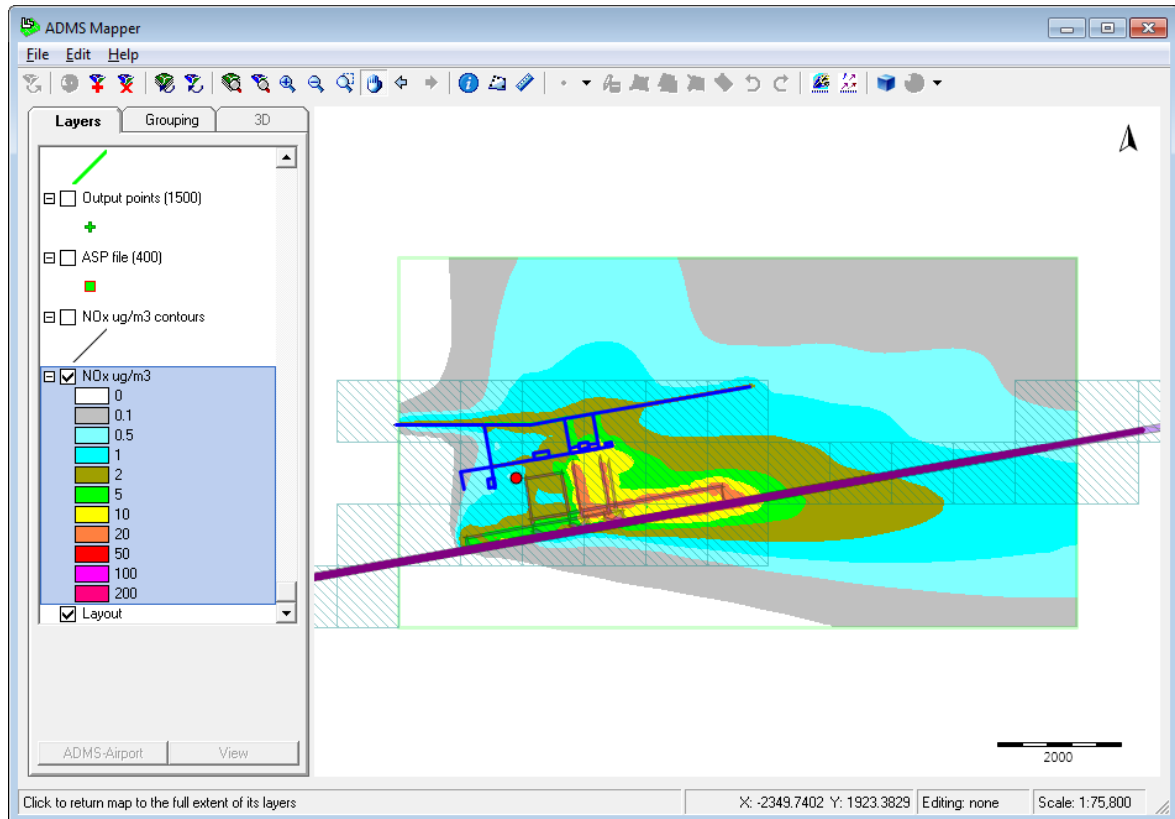 ADMS Mapper
File Edit Help
Layers Grouping 3D
Output points (1500)
ASP file (400)
NOx ug/m3 contours
NOx ug/m3
0
0.1
0.5
1
2
5
10
20
50
100
200
Layout
ADMS-Airport View
2000
Click to return map to the full extent of its layers X: -2349.7402 Y: 1923.3829 Editing: none Scale: 1:75,800